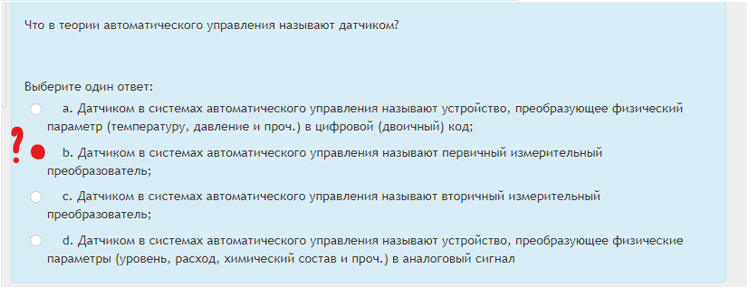 Что в теории автоматического управления называют датчиком?
Выберите один ответ:
a. Датчиком в системах автоматического управления называют устройство, преобразующее физический
параметр (температуру, давление и проч.) в цифровой (двоичный) код;
? b. Датчиком в системах автоматического управления называют первичный измерительный
преобразователь;
c. Датчиком в системах автоматического управления называют вторичный измерительный
преобразователь;
d. Датчиком в системах автоматического управления называют устройство, преобразующее физические
параметры (уровень, расход, химический состав и проч.) в аналоговый сигнал